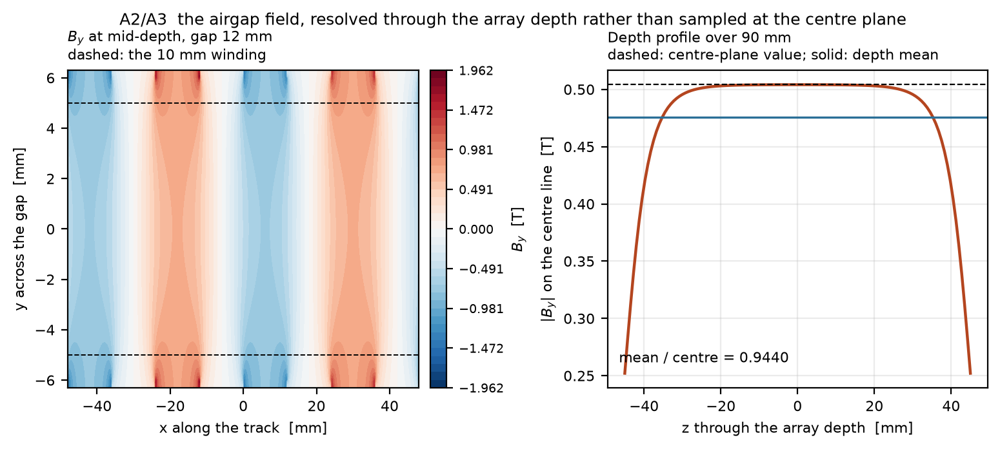 A2/A3  the airgap field, resolved through the array depth rather than sampled at the centre plane
By at mid-depth, gap 12 mm
dashed: the 10 mm winding
6
4
2
0
−2
−4
−6
y across the gap  [mm]
−40
−20
0
20
40
x along the track  [mm]
1.962
1.472
0.981
0.491
0.000
−0.491
−0.981
−1.472
−1.962
By  [T]
Depth profile over 90 mm
dashed: centre-plane value; solid: depth mean
0.50
0.45
0.40
0.35
0.30
0.25
|By| on the centre line  [T]
mean / centre = 0.9440
−40
−20
0
20
40
z through the array depth  [mm]